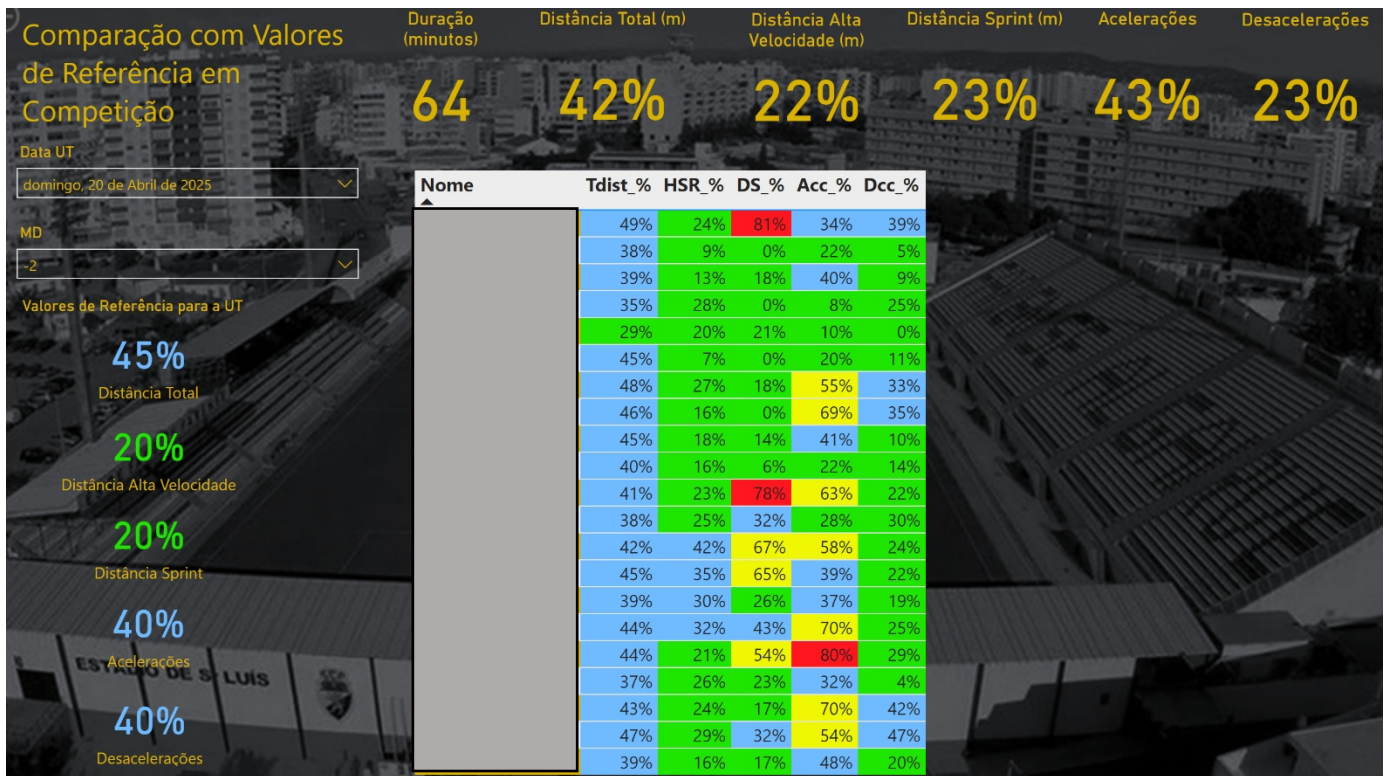 Comparação com Valores
de Referência em
Competição
Data UT
domingo, 20 de Abril de 2025
MD
-2
Valores de Referência para a UT
45%
Distância Total
20%
Distância Alta Velocidade
20%
Distância Sprint
40%
Acelerações
40%
Desacelerações
Duração
(minutos)
64
Distância Total (m)
42%
Distância Alta
Velocidade (m)
22%
Distância Sprint (m)
23%
Acelerações
43%
Desacelerações
23%
Nome Tdist_% HSR_% DS_% Acc_% Dcc_%
49% 24% 81% 34% 39%
38% 9% 0% 22% 5%
39% 13% 18% 40% 9%
35% 28% 0% 8% 25%
29% 20% 21% 10% 0%
45% 7% 0% 20% 11%
48% 27% 18% 55% 33%
46% 16% 0% 69% 35%
45% 18% 14% 41% 10%
40% 16% 6% 22% 14%
41% 23% 78% 63% 22%
38% 25% 32% 28% 30%
42% 42% 67% 58% 24%
45% 35% 65% 39% 22%
39% 30% 26% 37% 19%
44% 32% 43% 70% 25%
44% 21% 54% 80% 29%
37% 26% 23% 32% 4%
43% 24% 17% 70% 42%
47% 29% 32% 54% 47%
39% 16% 17% 48% 20%
ESTÁDIO DE S. LUÍS